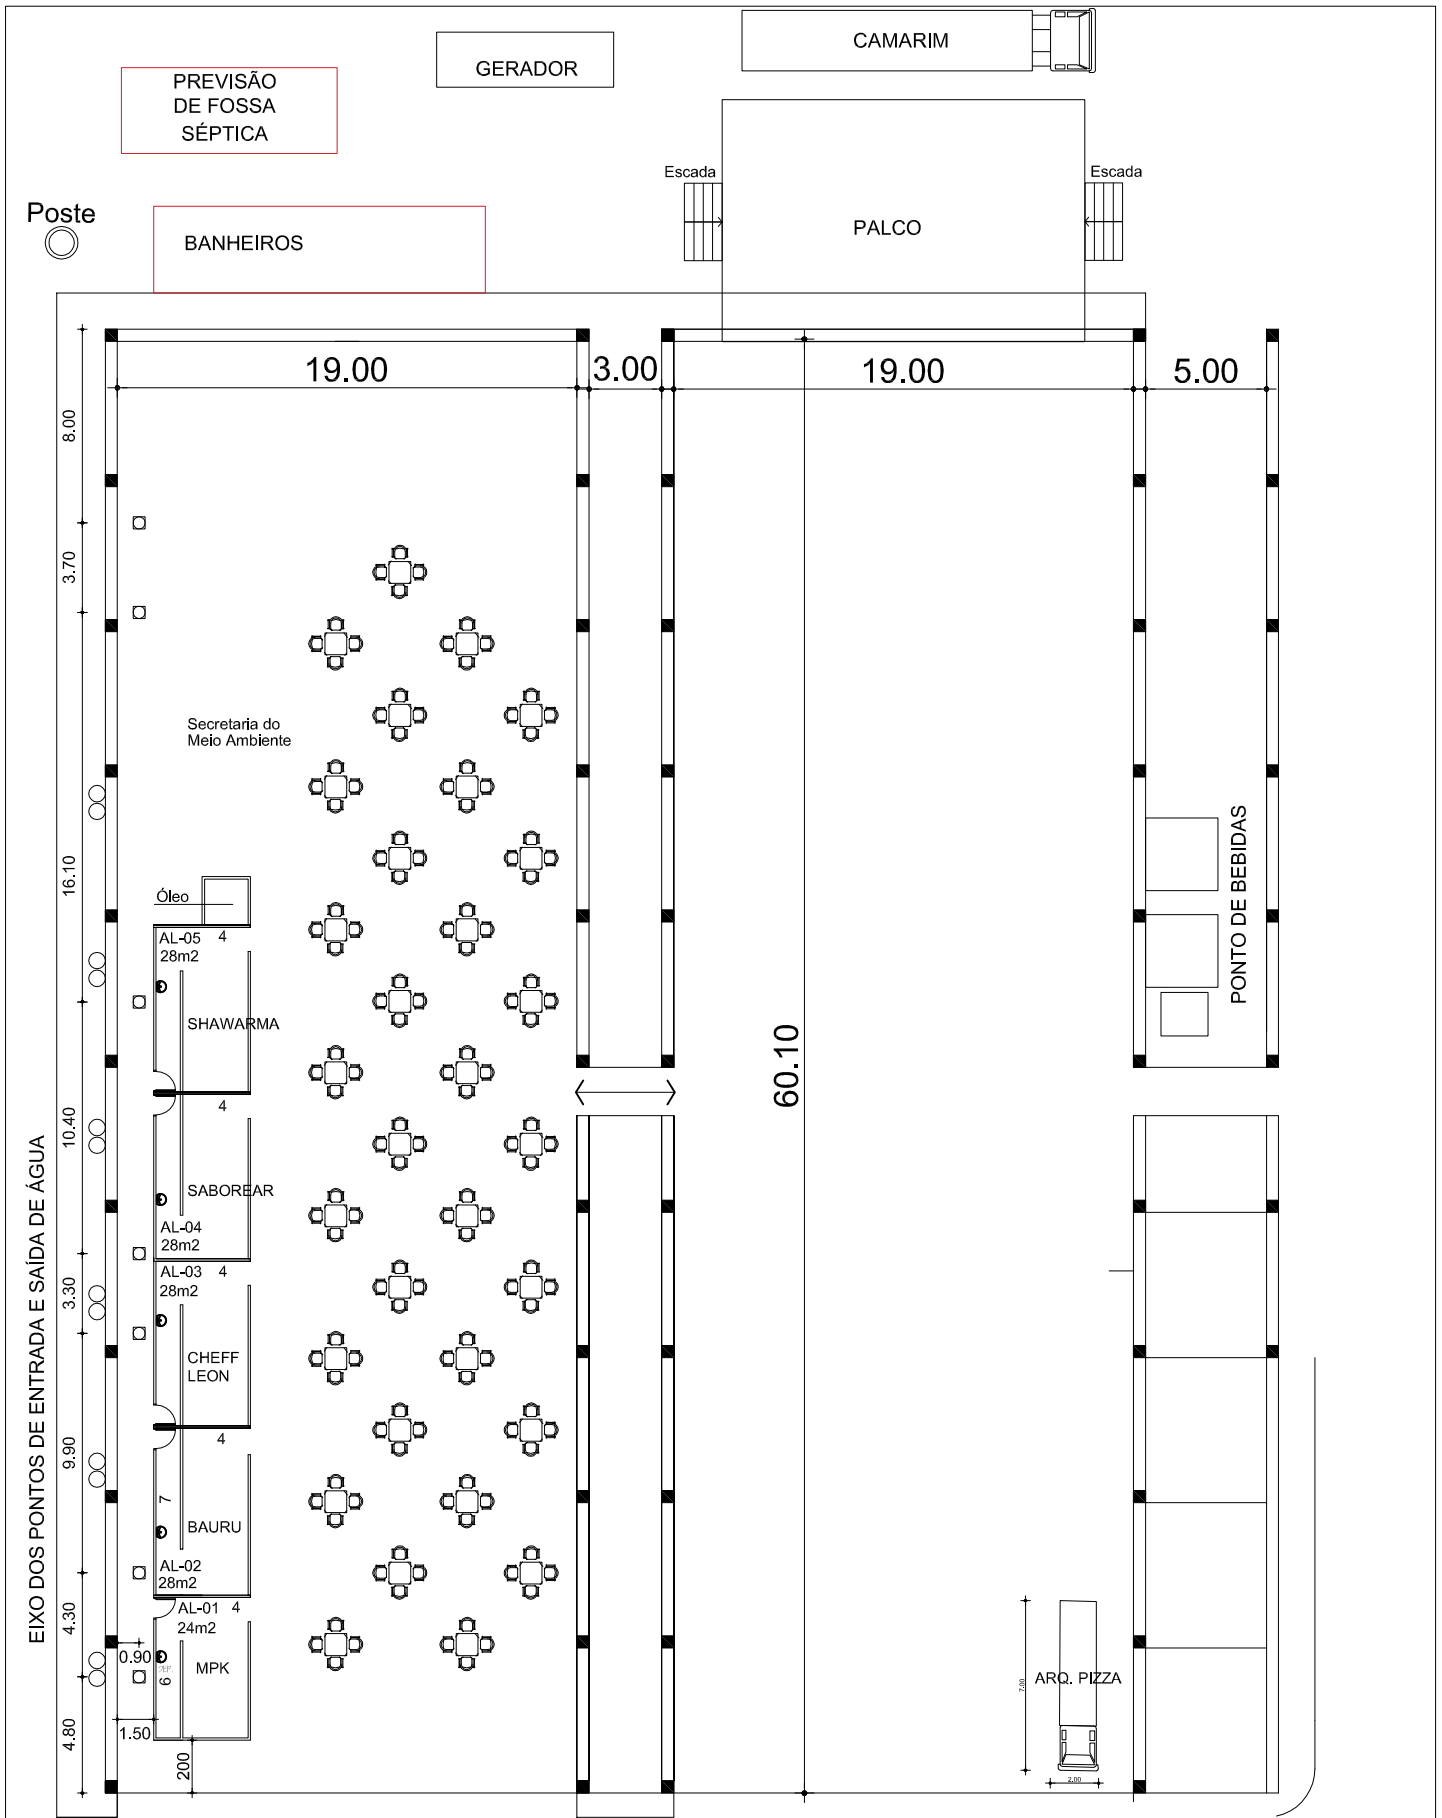 CAMARIM
GERADOR
PREVISÃO
DE FOSSA
SÉPTICA
Escada
Escada
Poste
BANHEIROS
PALCO
19.00
3.00
19.00
5.00
8.00
3.70
Secretaria do
Meio Ambiente
16.10
PONTO DE BEBIDAS
Óleo
AL-05
28m2
4
SHAWARMA
60.10
4
10.40
EIXO DOS PONTOS DE ENTRADA E SAÍDA DE ÁGUA
SABOREAR
AL-04
28m2
AL-03
28m2
4
3.30
CHEFF
LEON
4
9.90
7
BAURU
AL-02
28m2
AL-01
24m2
4
4.30
0.90
6
MPK
7.00
ARQ. PIZZA
4.80
1.50
200
2.00